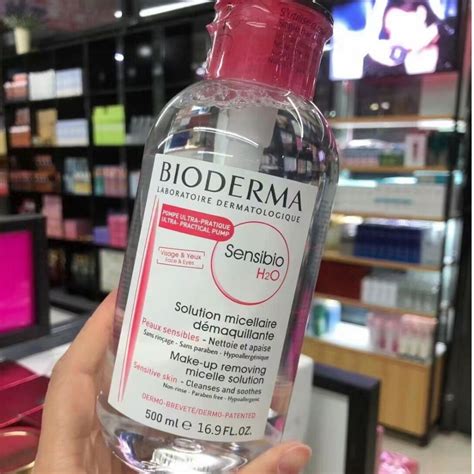 BIODERMA
LABORATOIRE DERMATOLOGIQUE
POMPE ULTRA-PRATIQUE
ULTRA- PRACTICAL PUMP
Visage & Yeux
Face & Eyes
Sensibio
H2O
Solution micellaire
démaquillante
Peaux sensibles - Nettoie et apaise
Sans rinçage - Sans paraben - Hypoallergénique
Make-up removing
micelle solution
Sensitive skin - Cleanses and soothes
Non rinse - Paraben free - Hypoallergenic
DERMO-BREVETÉ/DERMO-PATENTED
500 ml e 16.9 FL.OZ.